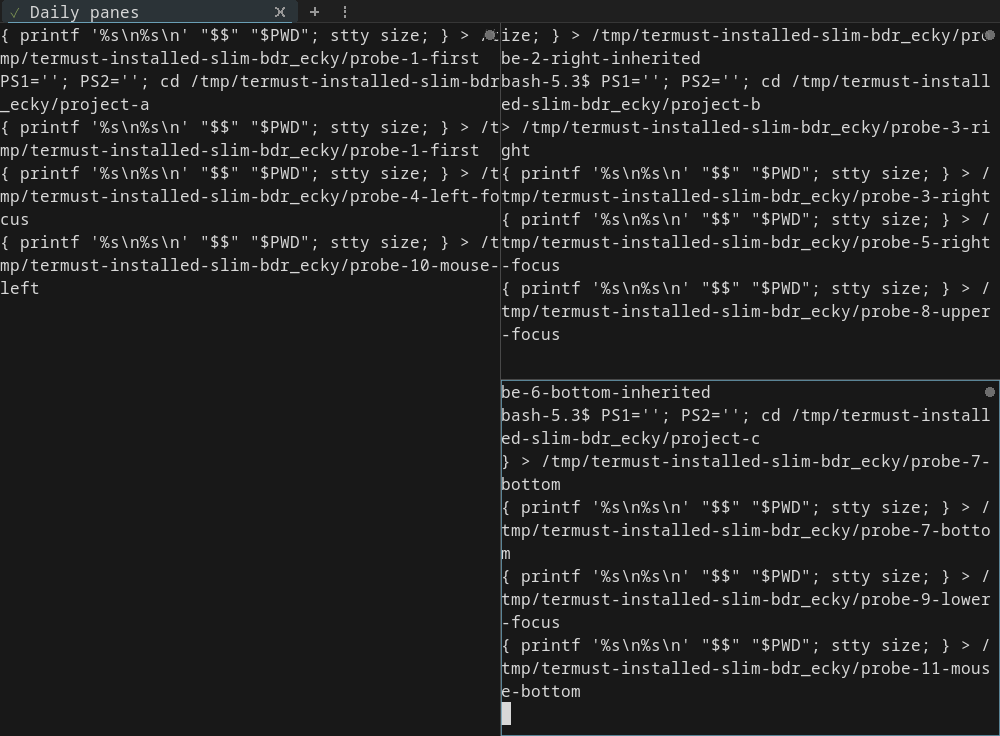 Daily panes
{ printf '%s\n%s\n' "$$" "$PWD"; stty size; } > /t
mp/termust-installed-slim-bdr_ecky/probe-1-first
PS1=''; PS2=''; cd /tmp/termust-installed-slim-bdr
_ecky/project-a
{ printf '%s\n%s\n' "$$" "$PWD"; stty size; } > /t
mp/termust-installed-slim-bdr_ecky/probe-1-first
{ printf '%s\n%s\n' "$$" "$PWD"; stty size; } > /t
mp/termust-installed-slim-bdr_ecky/probe-4-left-fo
cus
{ printf '%s\n%s\n' "$$" "$PWD"; stty size; } > /t
mp/termust-installed-slim-bdr_ecky/probe-10-mouse-
left
ize; } > /tmp/termust-installed-slim-bdr_ecky/pro
be-2-right-inherited
bash-5.3$ PS1=''; PS2=''; cd /tmp/termust-install
ed-slim-bdr_ecky/project-b
> /tmp/termust-installed-slim-bdr_ecky/probe-3-ri
ght
{ printf '%s\n%s\n' "$$" "$PWD"; stty size; } > /
tmp/termust-installed-slim-bdr_ecky/probe-3-right
{ printf '%s\n%s\n' "$$" "$PWD"; stty size; } > /
tmp/termust-installed-slim-bdr_ecky/probe-5-right
-focus
{ printf '%s\n%s\n' "$$" "$PWD"; stty size; } > /
tmp/termust-installed-slim-bdr_ecky/probe-8-upper
-focus
be-6-bottom-inherited
bash-5.3$ PS1=''; PS2=''; cd /tmp/termust-install
ed-slim-bdr_ecky/project-c
} > /tmp/termust-installed-slim-bdr_ecky/probe-7-
bottom
{ printf '%s\n%s\n' "$$" "$PWD"; stty size; } > /
tmp/termust-installed-slim-bdr_ecky/probe-7-botto
m
{ printf '%s\n%s\n' "$$" "$PWD"; stty size; } > /
tmp/termust-installed-slim-bdr_ecky/probe-9-lower
-focus
{ printf '%s\n%s\n' "$$" "$PWD"; stty size; } > /
tmp/termust-installed-slim-bdr_ecky/probe-11-mous
e-bottom